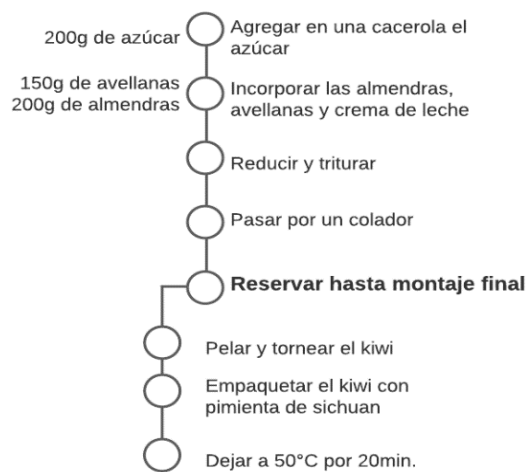 200g de azúcar
Agregar en una cacerola el
azúcar
150g de avellanas
200g de almendras
Incorporar las almendras,
avellanas y crema de leche
Reducir y triturar
Pasar por un colador
Reservar hasta montaje final
Pelar y tornear el kiwi
Empaquetar el kiwi con
pimienta de sichuan
Dejar a 50°C por 20min.